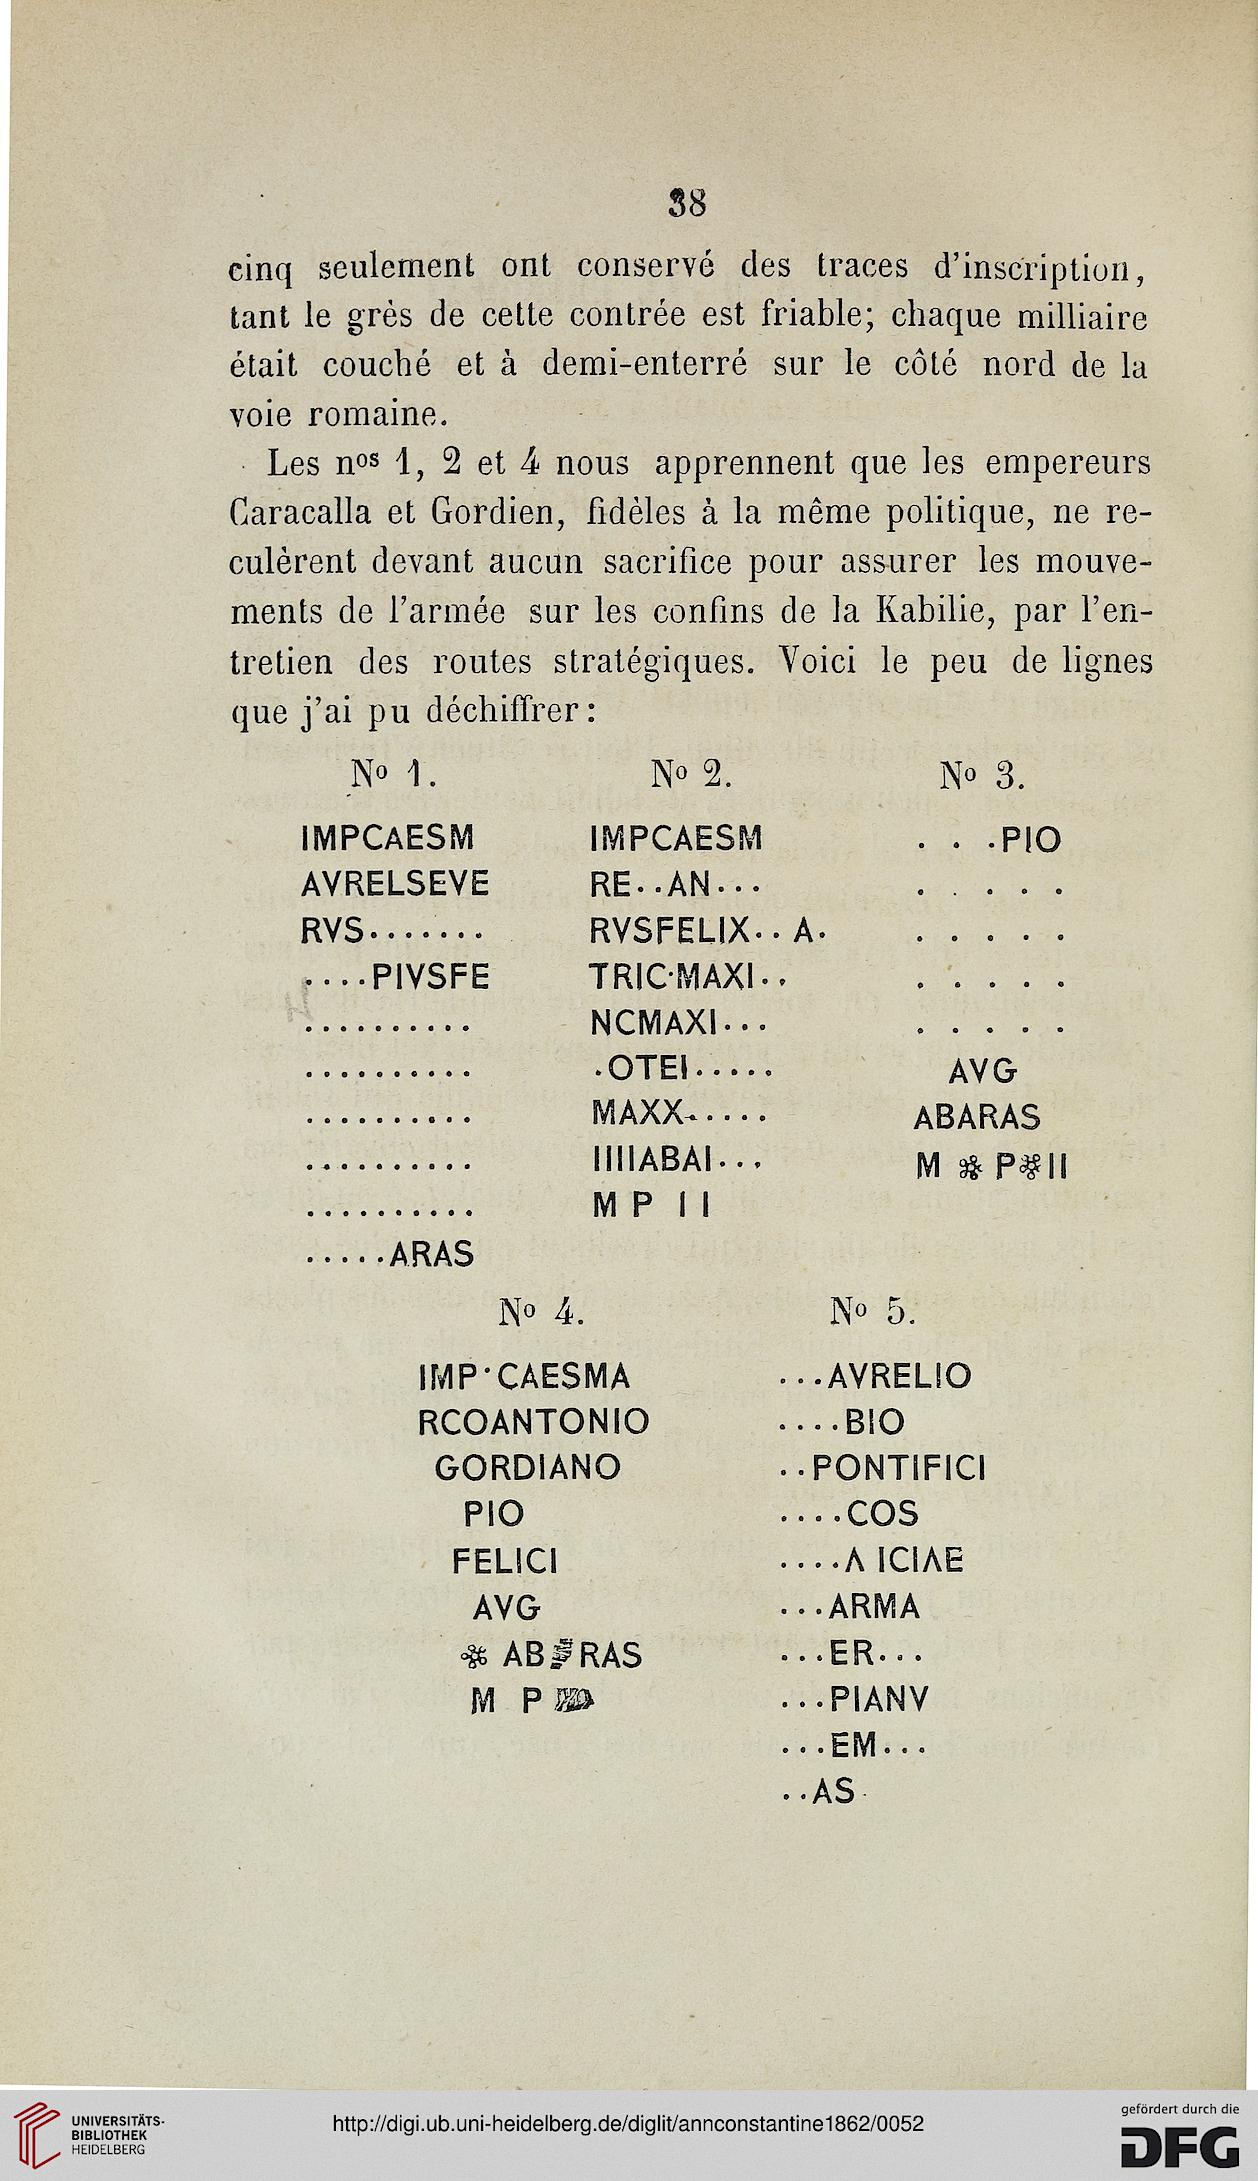 38
cinq seulement ont conservé des traces d'inscription,
tant le grès de cette contrée est friable; chaque milliaire
était couché et à demi-enterré sur le côté nord de la
voie romaine.
Les nos 1, 2 et 4 nous apprennent que les empereurs
Caracalla et Gordien, fidèles à la même politique, ne re-
culèrent devant aucun sacrifice pour assurer les mouve-
ments de l'armée sur les confins de la Kabilie, par l'en-
tretien des routes stratégiques. Voici le peu de lignes
que j'ai pu déchiffrer:
No 1.
IMPCAESM
AVRELSEVE
RVS.......
....PIVSFE
..........
..........
..........
..........
..........
.....ARAS
No 2.
IMPCAESM
RE..AN...
RVSFELIX..A.
TRIC·MAXI..
NCMAXI...
.OTEI.....
MAXX.....
IIIIABAI...
M P II
No 3.
...PIO
.....
.....
.....
.....
AVG
ABARAS
M P II
No 4.
IMP·CAESMA
RCOANTONIO
GORDIANO
PIO
FELICI
AVG
AB RAS
M P
No 5.
...AVRELIO
....BIO
..PONTIFICI
....COS
....Λ ICIΛE
...ARMA
...ER...
...PIANV
...EM...
..AS
UNIVERSITÄTS-
BIBLIOTHEK
HEIDELBERG
http://digi.ub.uni-heidelberg.de/diglit/annconstantine1862/0052
gefördert durch die
DFG